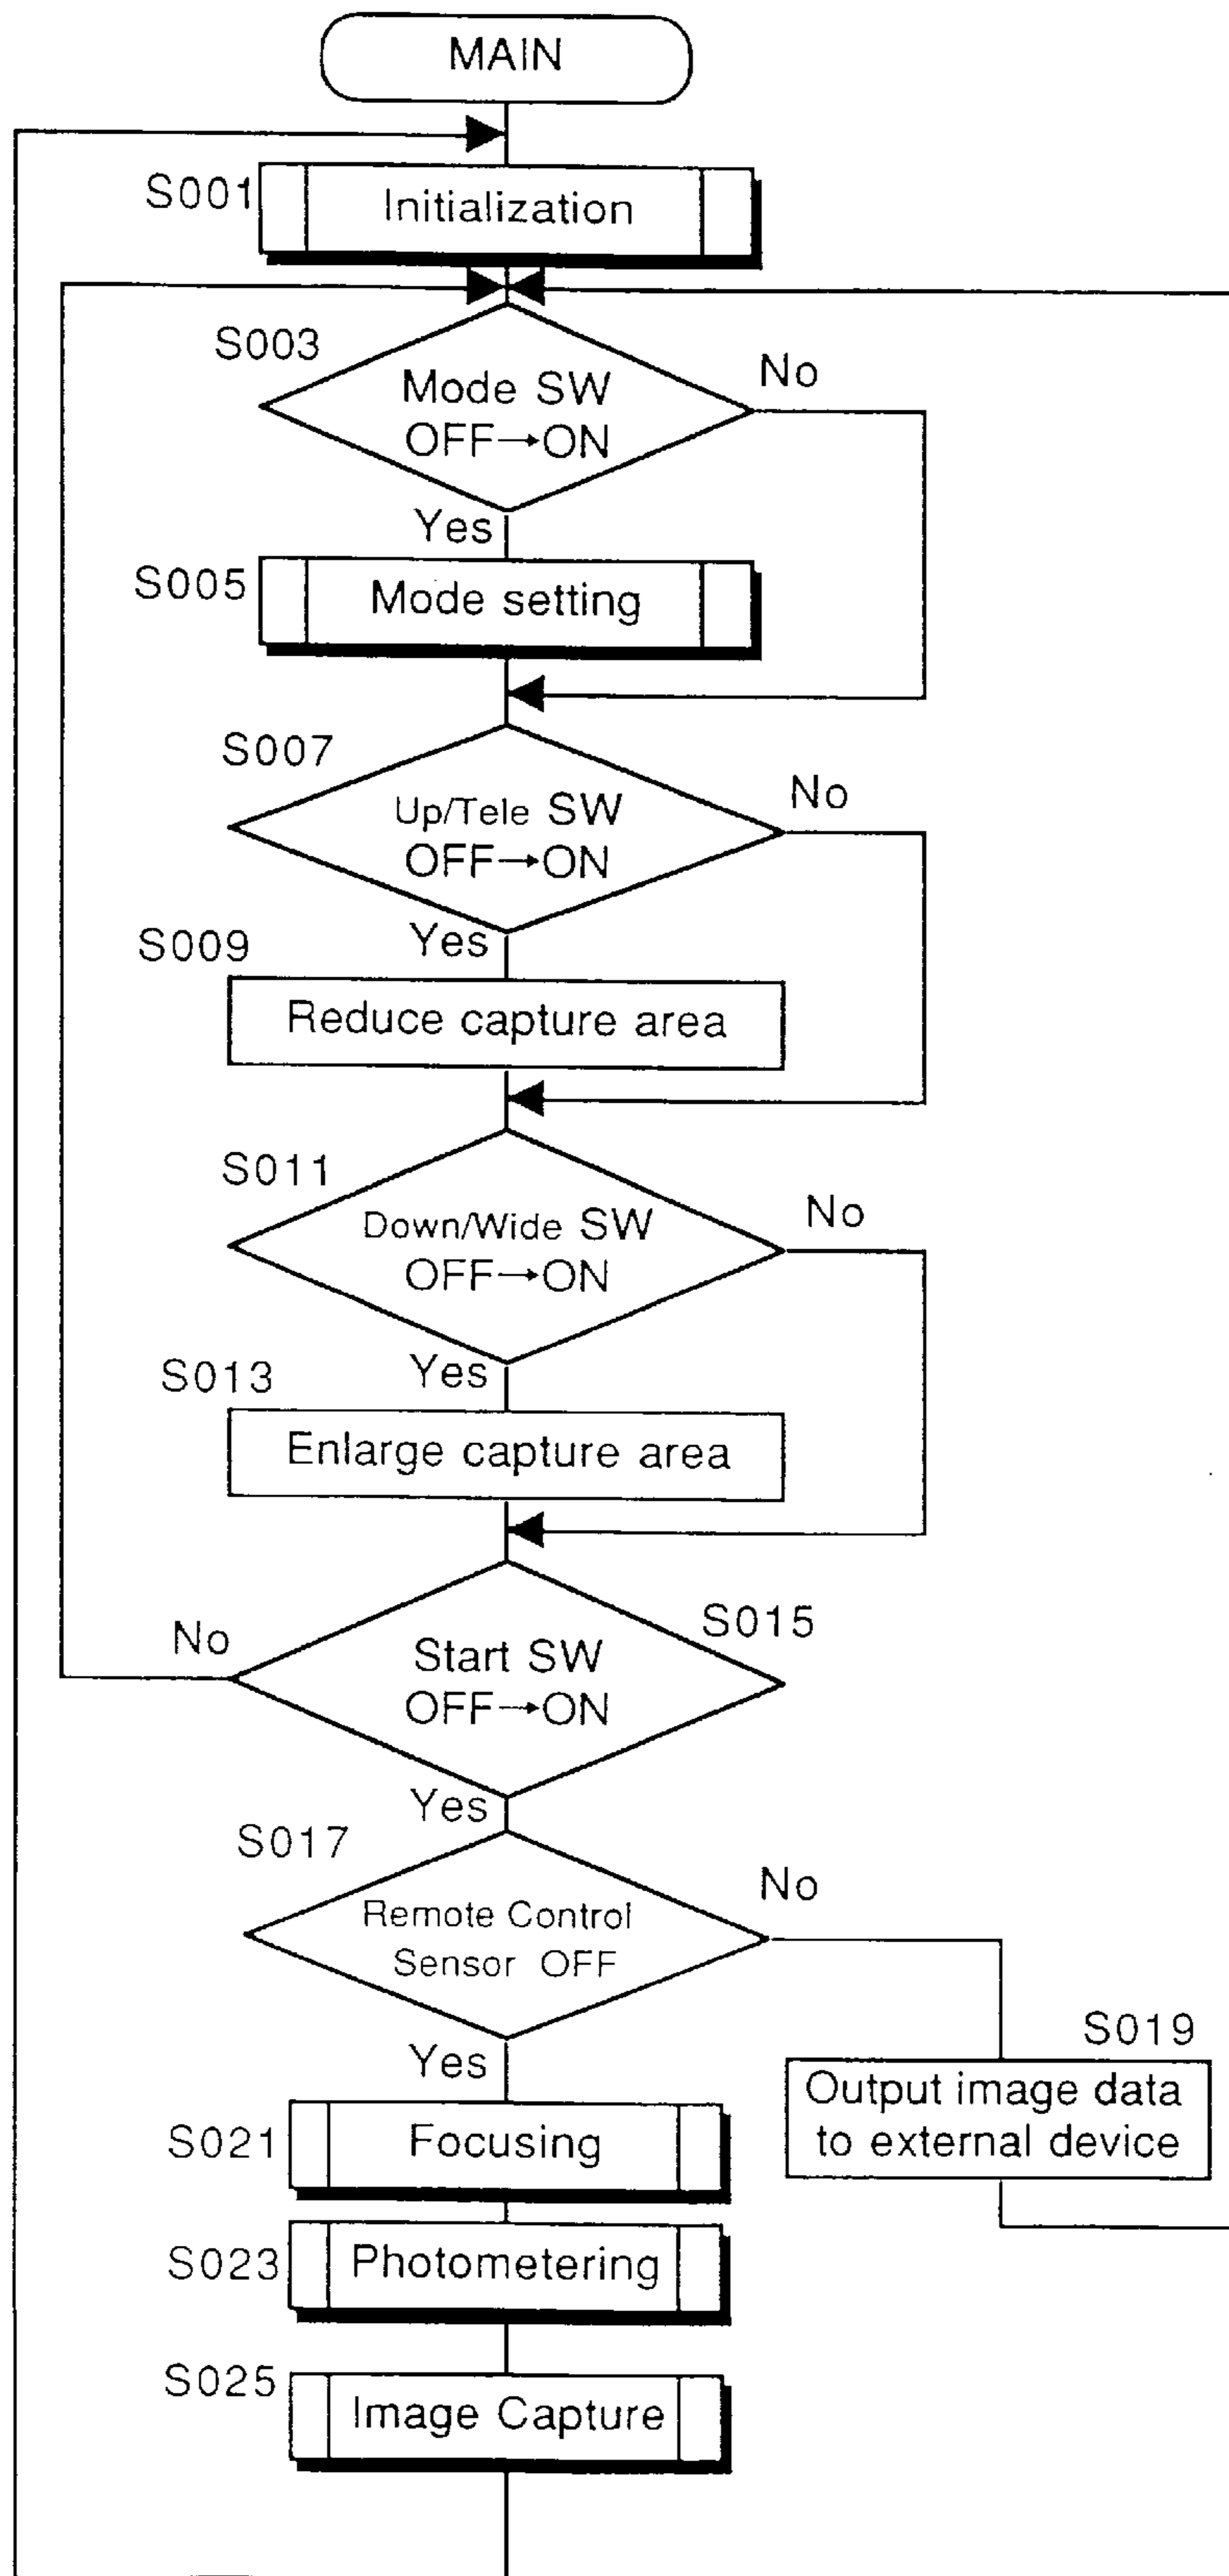 MAIN
S001
Initialization
S003
Mode SW
OFF→ON
No
Yes
S005
Mode setting
S007
Up/Tele SW
OFF→ON
No
Yes
S009
Reduce capture area
S011
Down/Wide SW
OFF→ON
No
Yes
S013
Enlarge capture area
S015
Start SW
OFF→ON
No
Yes
S017
Remote Control
Sensor OFF
No
Yes
S019
Output image data
to external device
S021
Focusing
S023
Photometering
S025
Image Capture